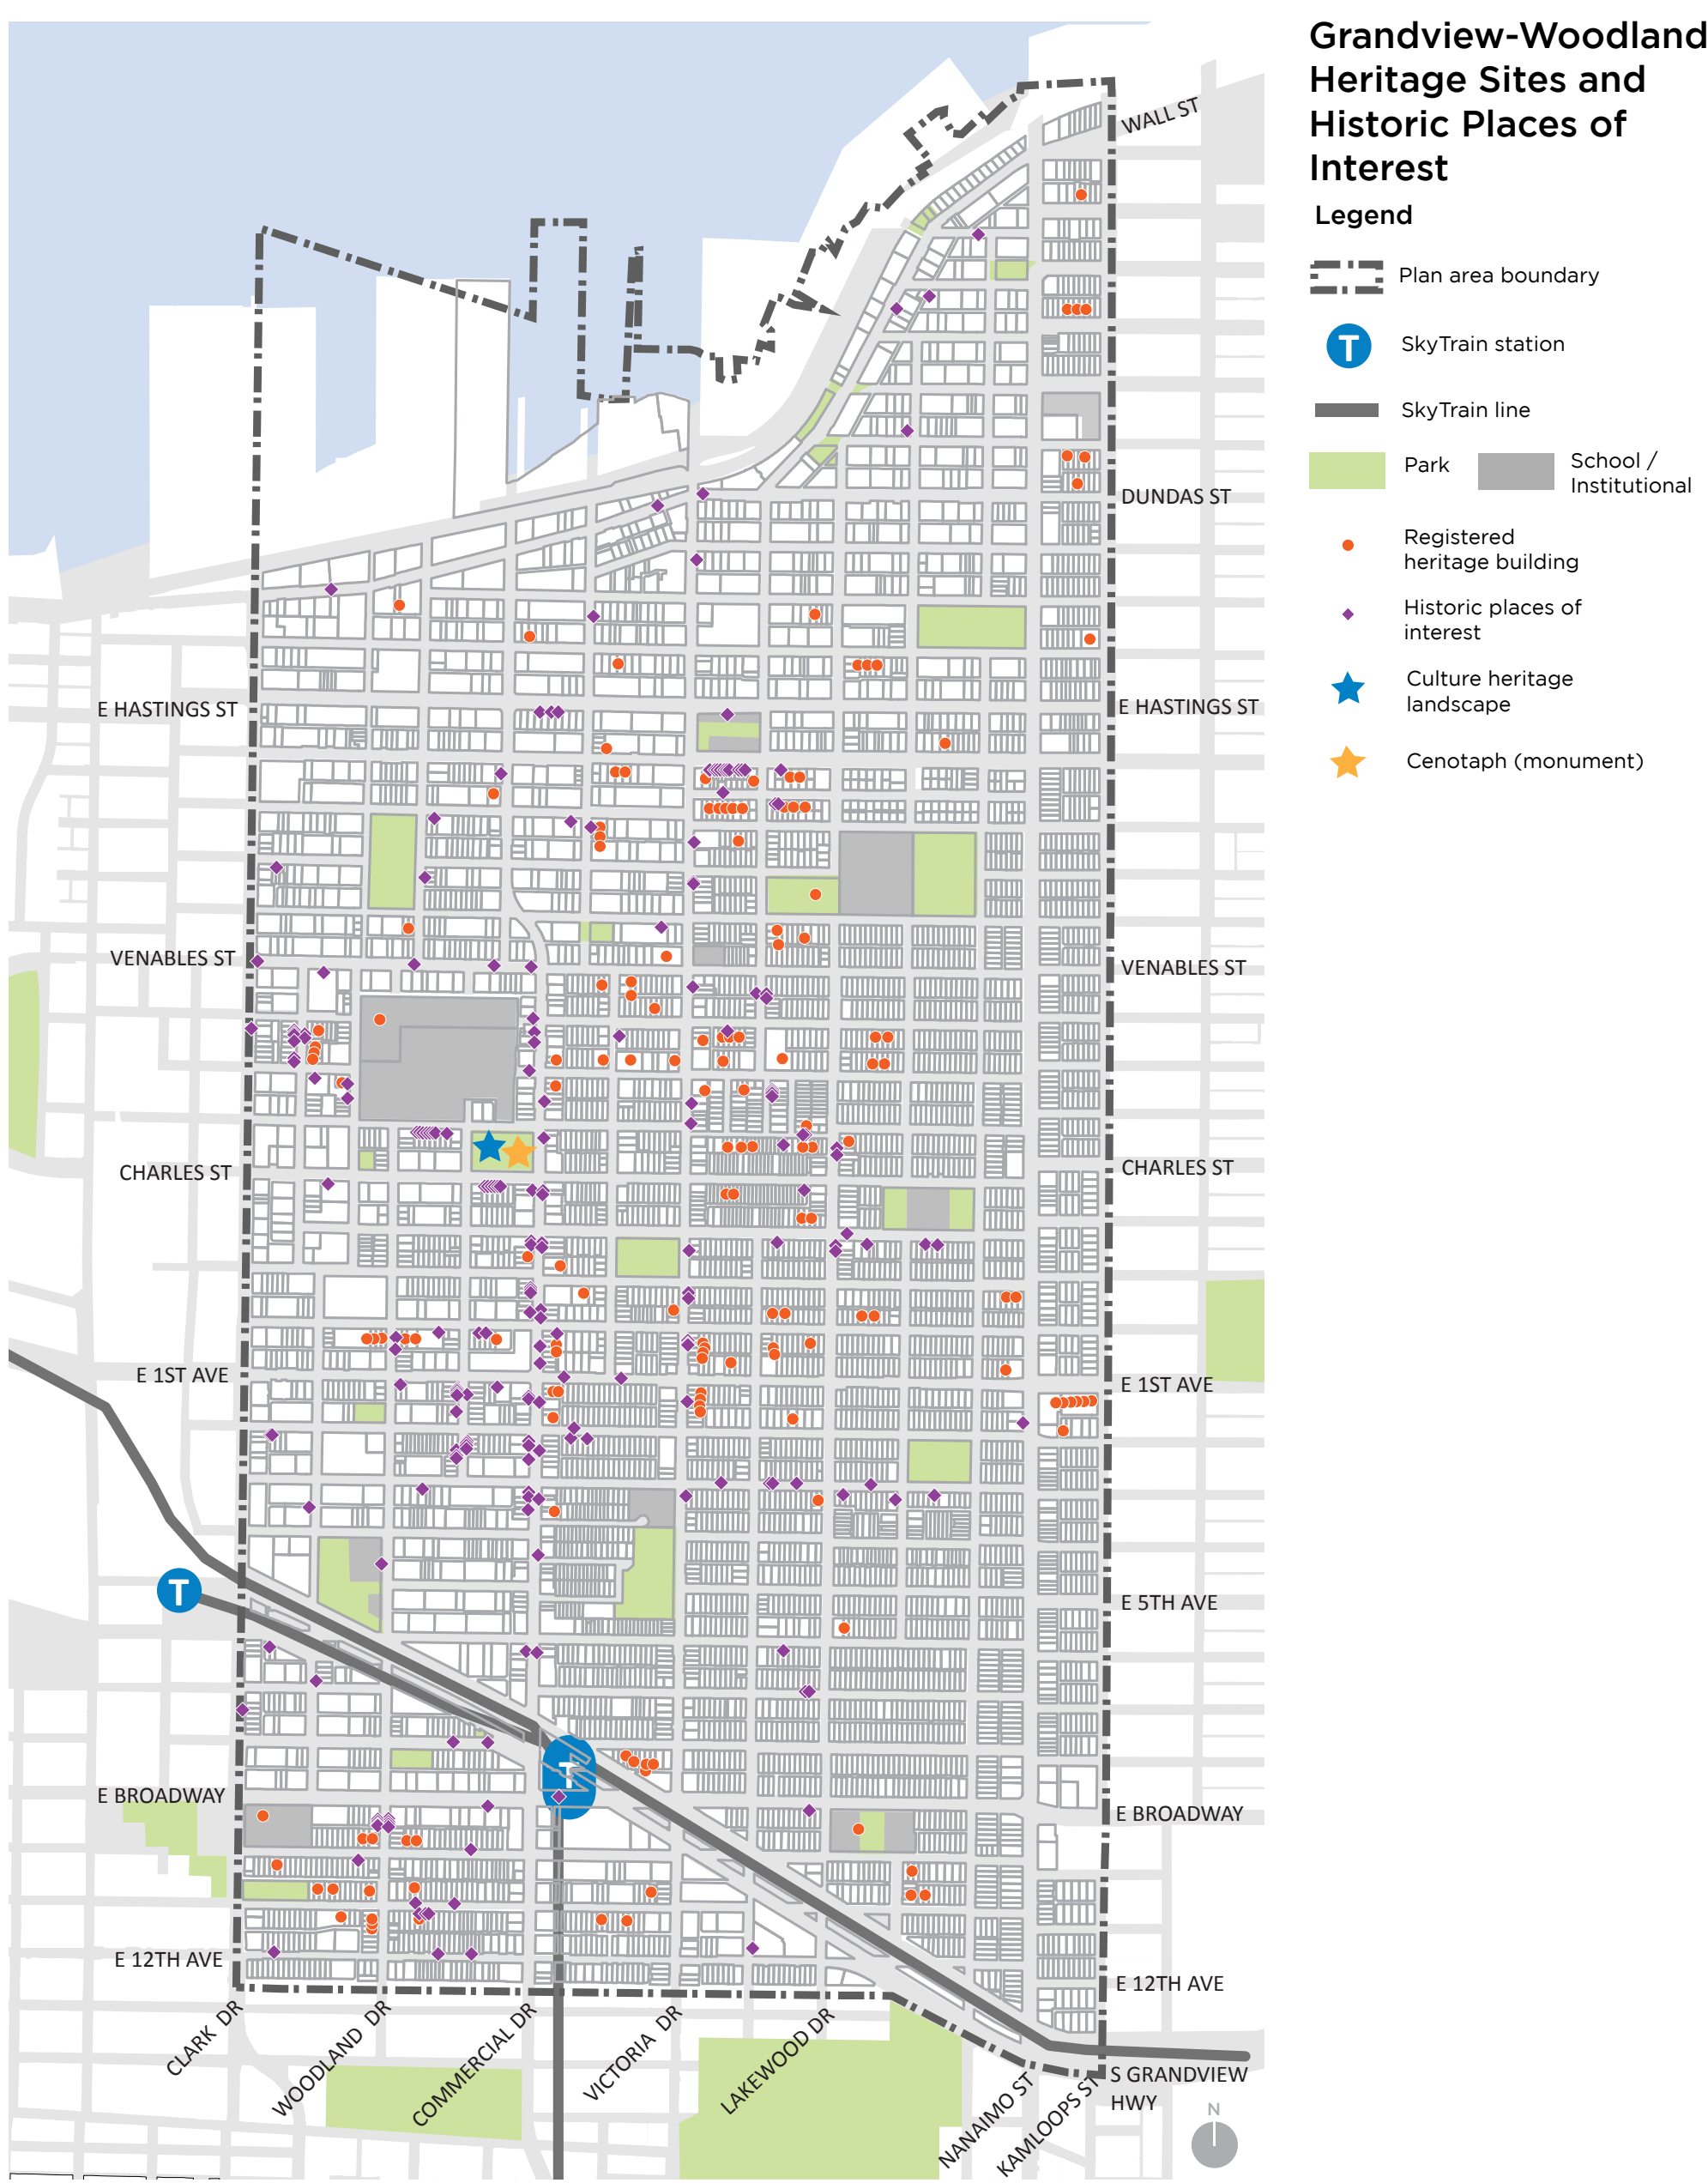 Grandview-Woodland
Heritage Sites and
Historic Places of
Interest
Legend
Plan area boundary
T
SkyTrain station
SkyTrain line
Park
School /
Institutional
Registered
heritage building
Historic places of
interest
Culture heritage
landscape
Cenotaph (monument)
WALL ST
DUNDAS ST
E HASTINGS ST
E HASTINGS ST
VENABLES ST
VENABLES ST
CHARLES ST
CHARLES ST
E 1ST AVE
E 1ST AVE
T
E 5TH AVE
T
E BROADWAY
E BROADWAY
E 12TH AVE
E 12TH AVE
CLARK DR
WOODLAND DR
COMMERCIAL DR
VICTORIA DR
LAKEWOOD DR
NANAIMO ST
KAMLOOPS ST
S GRANDVIEW
HWY
N